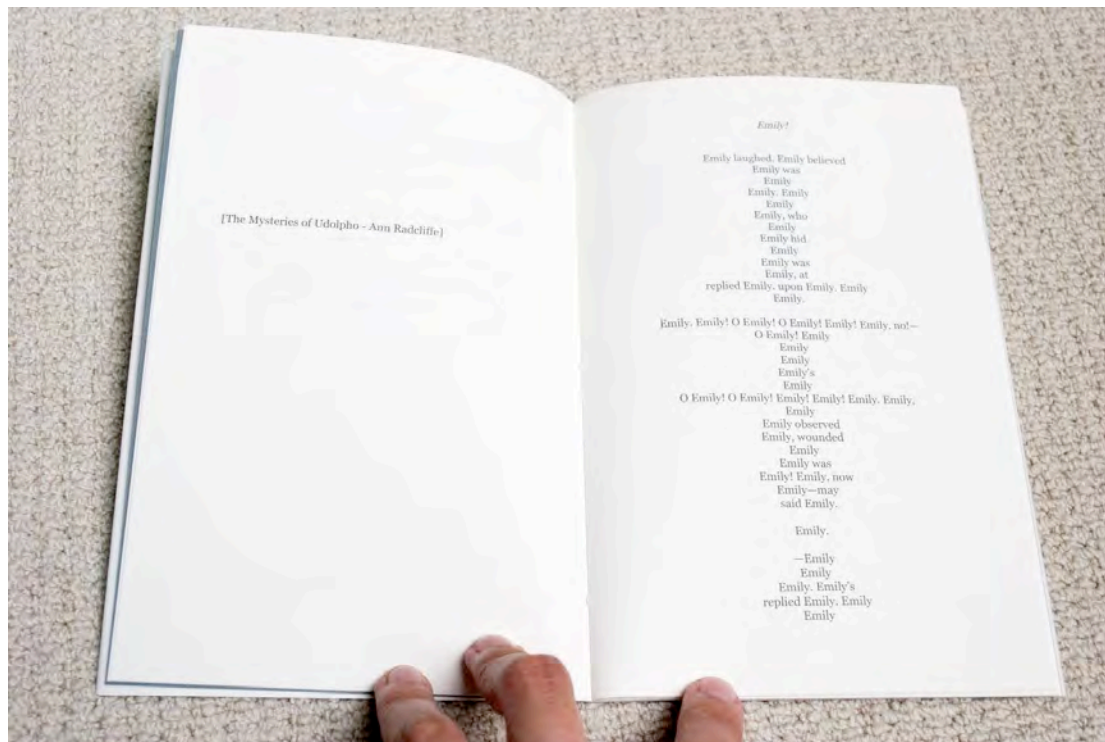 [The Mysteries of Udolpho - Ann Radcliffe]
Emily!
Emily laughed. Emily believed
Emily was
Emily
Emily. Emily
Emily
Emily, who
Emily
Emily hid
Emily
Emily was
Emily, at
replied Emily. upon Emily. Emily
Emily.
Emily. Emily! O Emily! O Emily! Emily! Emily, no!—
O Emily! Emily
Emily
Emily
Emily's
Emily
O Emily! O Emily! Emily! Emily! Emily. Emily,
Emily
Emily observed
Emily, wounded
Emily
Emily was
Emily! Emily, now
Emily—may
said Emily.
Emily.
—Emily
Emily
Emily. Emily's
replied Emily. Emily
Emily